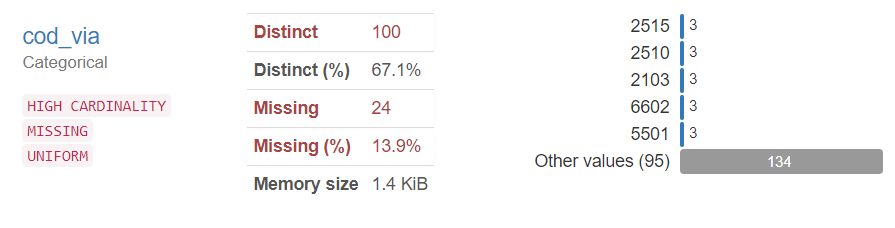 cod_via
Categorical
HIGH CARDINALITY
MISSING
UNIFORM
Distinct 100
Distinct (%) 67.1%
Missing 24
Missing (%) 13.9%
Memory size 1.4 KiB
2515 3
2510 3
2103 3
6602 3
5501 3
Other values (95) 134